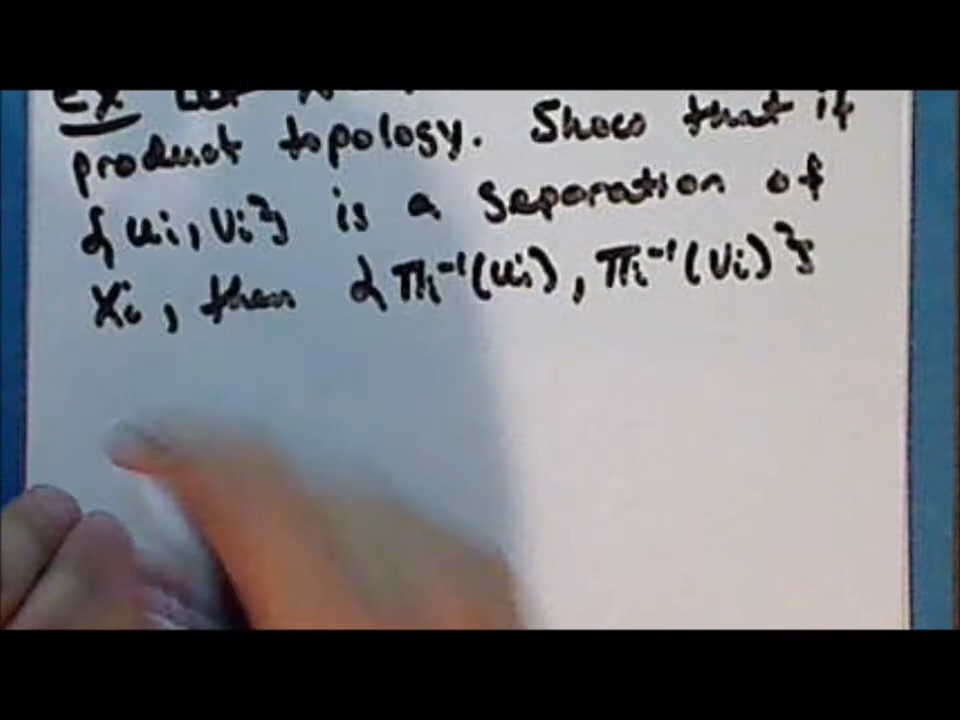 Ex Let
product topology. Show that if
{Ui, Vi} is a separation of
Xi, then {πi⁻¹(Ui), πi⁻¹(Vi)}